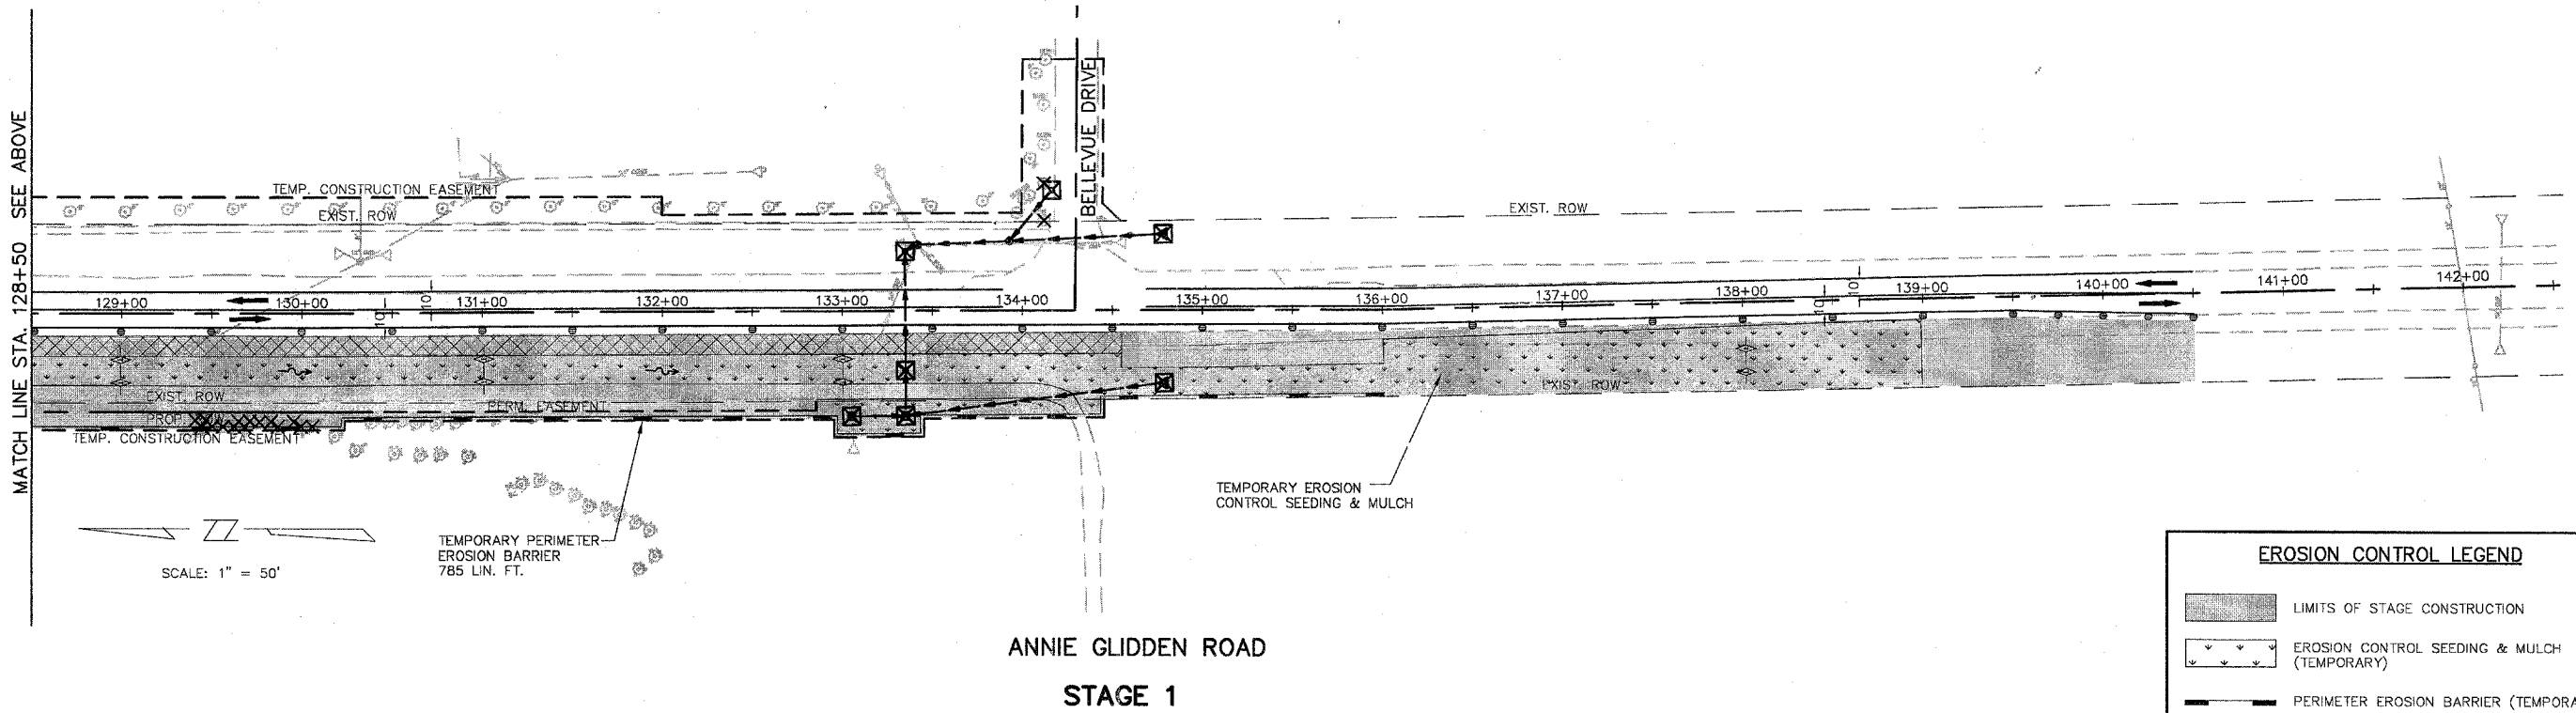 MATCH LINE STA. 128+50 SEE ABOVE
BELLEVUE DRIVE
TEMP. CONSTRUCTION EASEMENT
EXIST. ROW
EXIST. ROW
129+00
130+00
10
131+00
132+00
133+00
134+00
135+00
136+00
137+00
138+00
10
139+00
140+00
141+00
142+00
10
10
EXIST. ROW
EXIST. ROW
PERM. EASEMENT
TEMP. CONSTRUCTION EASEMENT
TEMPORARY EROSION
CONTROL SEEDING & MULCH
TEMPORARY PERIMETER
EROSION BARRIER
785 LIN. FT.
SCALE: 1" = 50'
ANNIE GLIDDEN ROAD
STAGE 1
EROSION CONTROL LEGEND
LIMITS OF STAGE CONSTRUCTION
EROSION CONTROL SEEDING & MULCH
(TEMPORARY)
PERIMETER EROSION BARRIER (TEMPORA